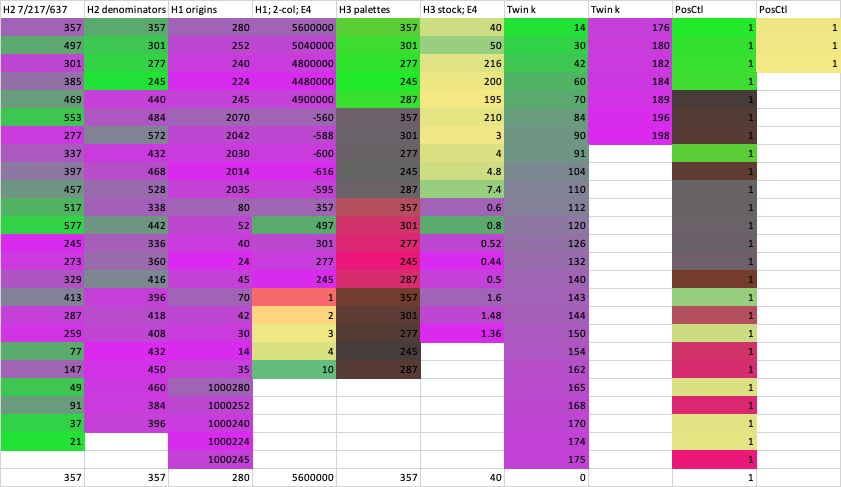 H2 7/217/637 H2 denominators H1 origins H1; 2-col; E4 H3 palettes H3 stock; E4 Twin k Twin k PosCtl PosCtl
357 357 280 5600000 357 40 14 176 1 1
497 301 252 5040000 301 50 30 180 1 1
301 277 240 4800000 277 216 42 182 1 1
385 245 224 4480000 245 200 60 184 1
469 440 245 4900000 287 195 70 189 1
553 484 2070 -560 357 210 84 196 1
277 572 2042 -588 301 3 90 198 1
337 432 2030 -600 277 4 91 1
397 468 2014 -616 245 4.8 104 1
457 528 2035 -595 287 7.4 110 1
517 338 80 357 357 0.6 112 1
577 442 52 497 301 0.8 120 1
245 336 40 301 277 0.52 126 1
273 360 24 277 245 0.44 132 1
329 416 45 245 287 0.5 140 1
413 396 70 1 357 1.6 143 1
287 418 42 2 301 1.48 144 1
259 408 30 3 277 1.36 150 1
77 432 14 4 245 154 1
147 450 35 10 287 162 1
49 460 1000280 165 1
91 384 1000252 168 1
37 396 1000240 170 1
21 1000224 174 1
1000245 175 1
357 357 280 5600000 357 40 0 1